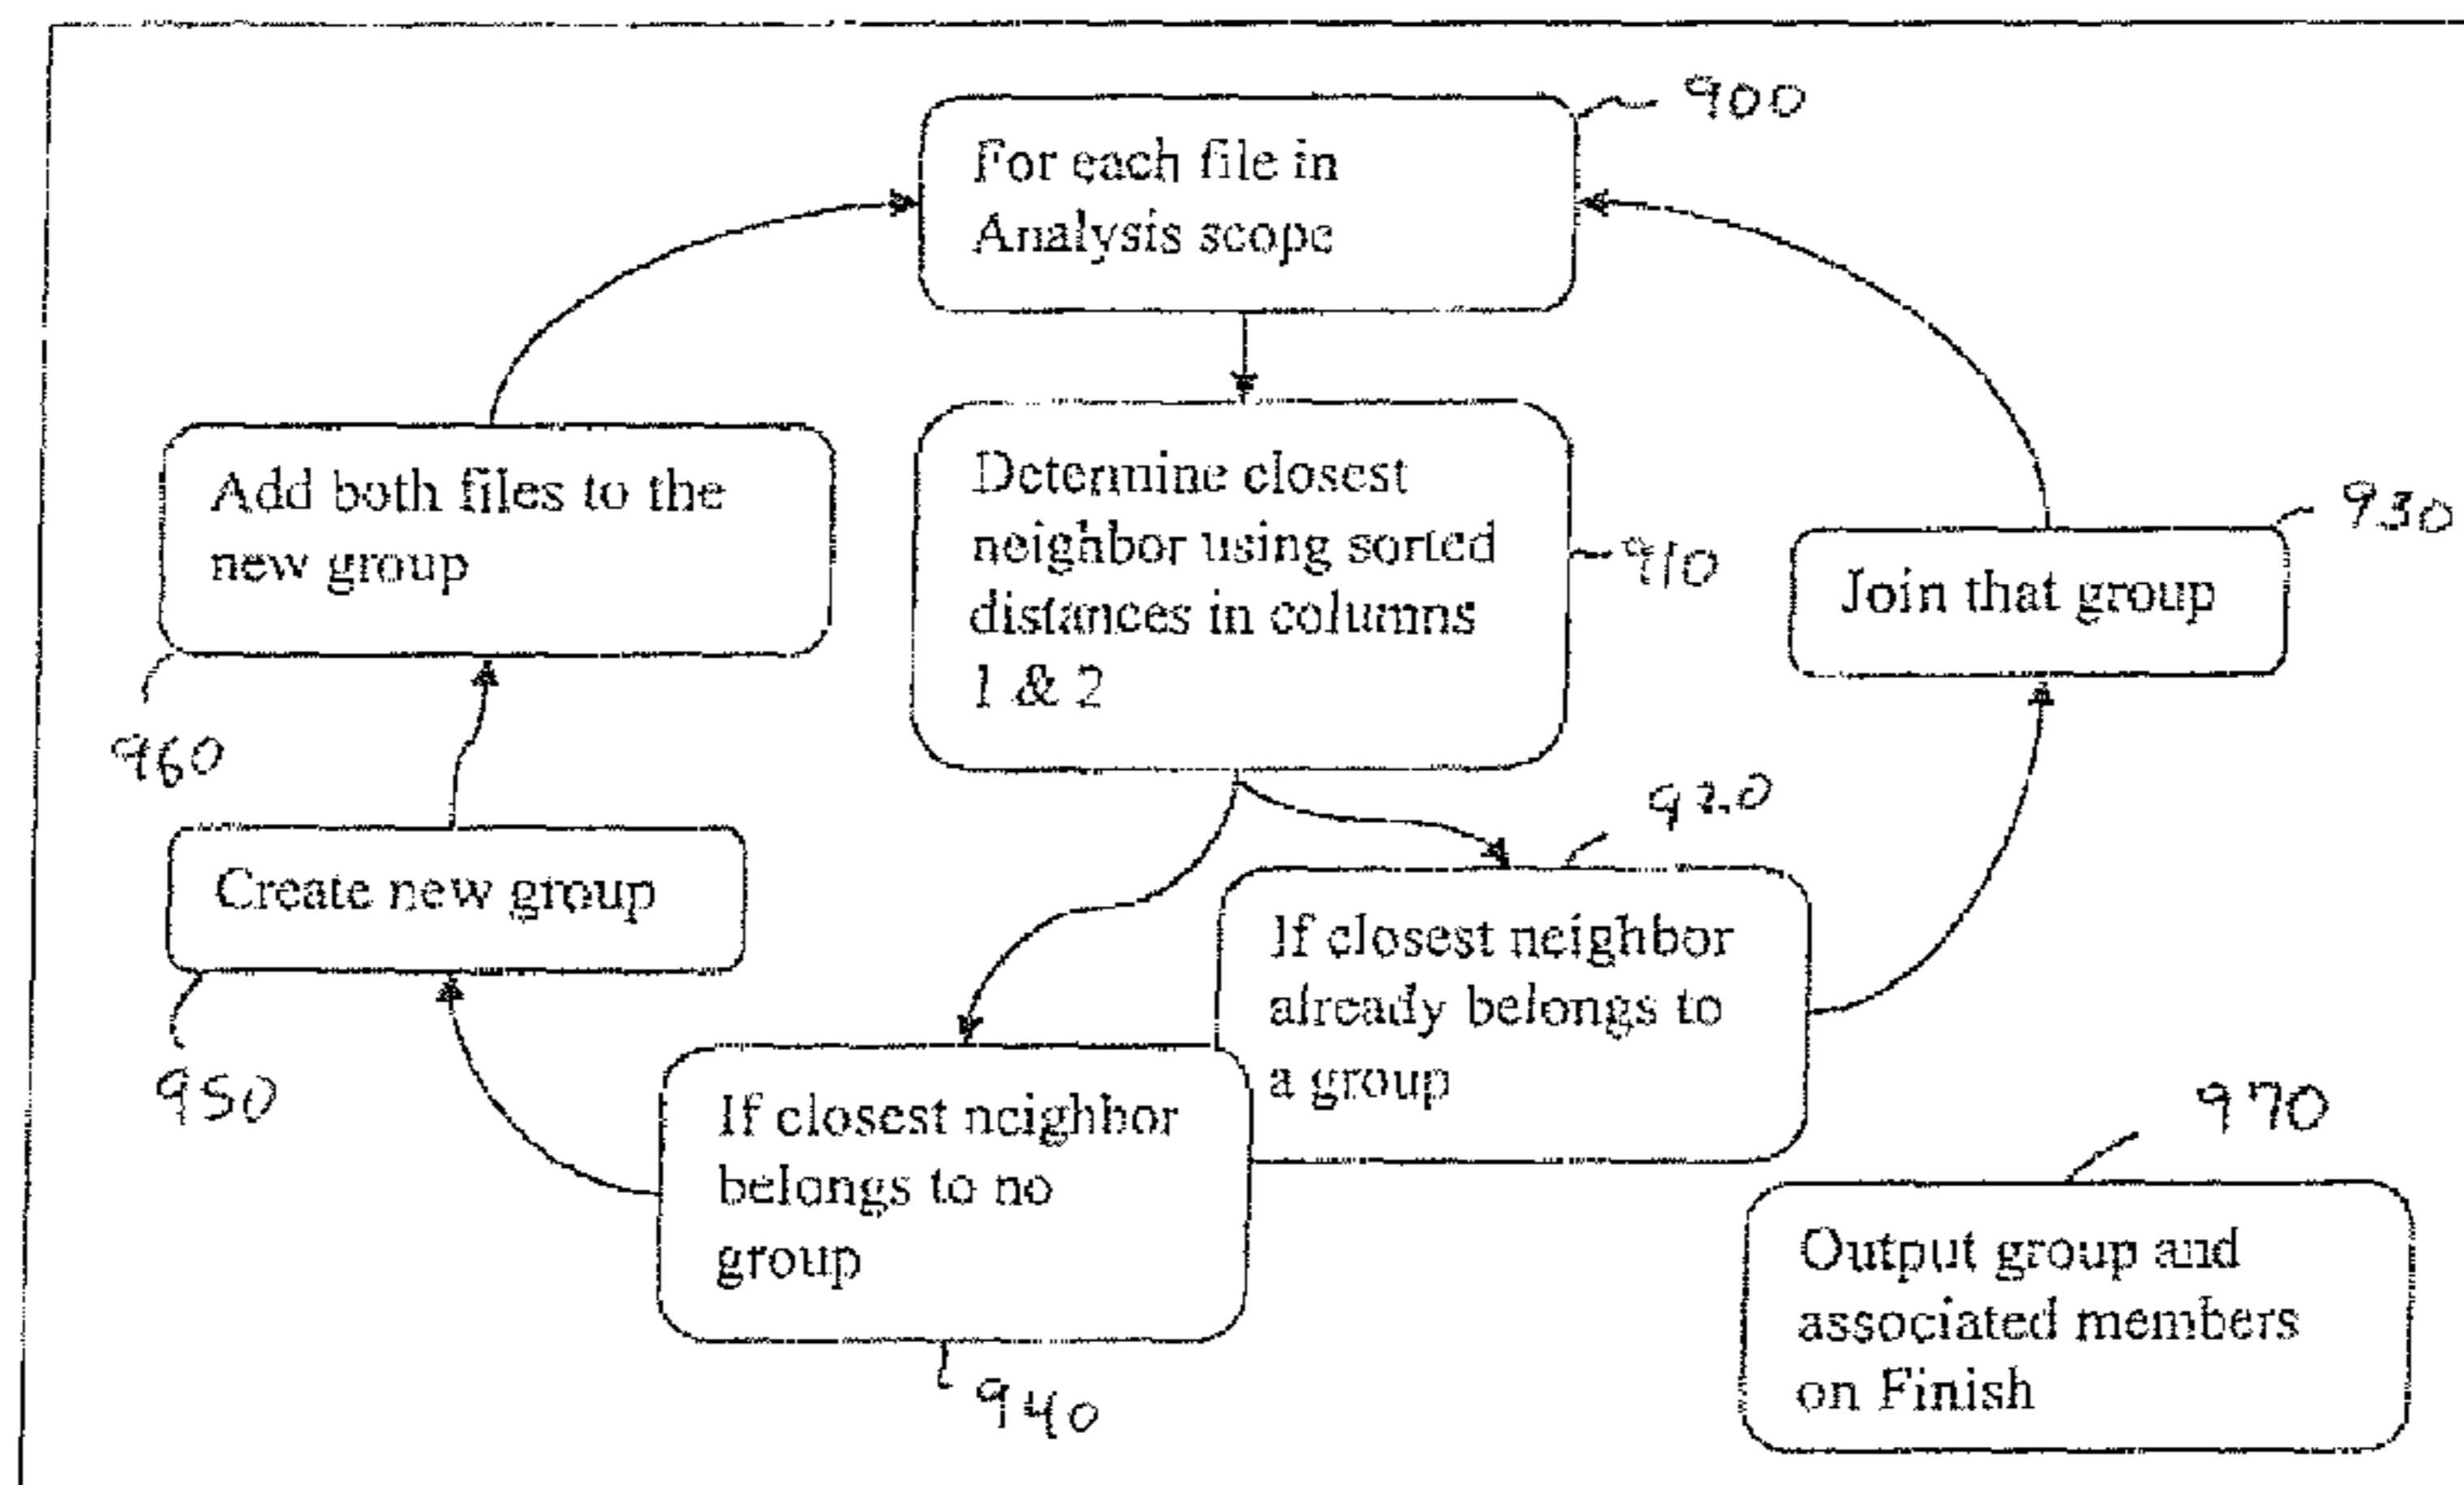 900
For each file in
Analysis scope
Add both files to the
new group
960
Determine closest
neighbor using sorted
distances in columns
1 & 2
910
930
Join that group
920
Create new group
950
If closest neighbor
already belongs to
a group
If closest neighbor
belongs to no
group
940
970
Output group and
associated members
on Finish